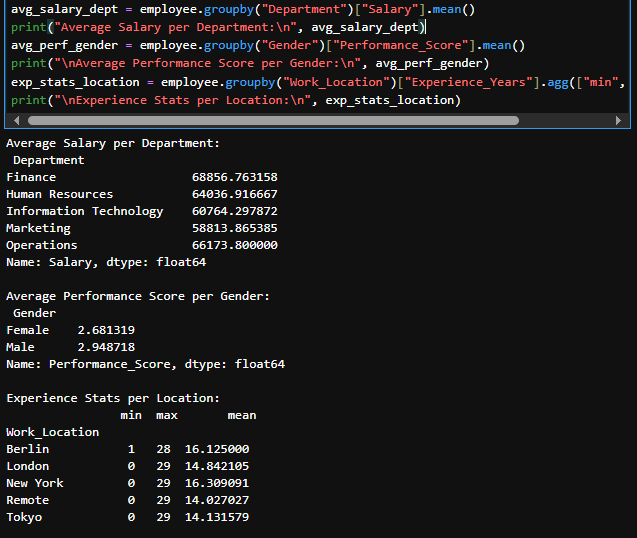 avg_salary_dept = employee.groupby("Department")["Salary"].mean()
print("Average Salary per Department:\n", avg_salary_dept)
avg_perf_gender = employee.groupby("Gender")["Performance_Score"].mean()
print("\nAverage Performance Score per Gender:\n", avg_perf_gender)
exp_stats_location = employee.groupby("Work_Location")["Experience_Years"].agg(["min",
print("\nExperience Stats per Location:\n", exp_stats_location)
Average Salary per Department:
Department
Finance 68856.763158
Human Resources 64036.916667
Information Technology 60764.297872
Marketing 58813.865385
Operations 66173.800000
Name: Salary, dtype: float64
Average Performance Score per Gender:
Gender
Female 2.681319
Male 2.948718
Name: Performance_Score, dtype: float64
Experience Stats per Location:
min max mean
Work_Location
Berlin 1 28 16.125000
London 0 29 14.842105
New York 0 29 16.309091
Remote 0 29 14.027027
Tokyo 0 29 14.131579